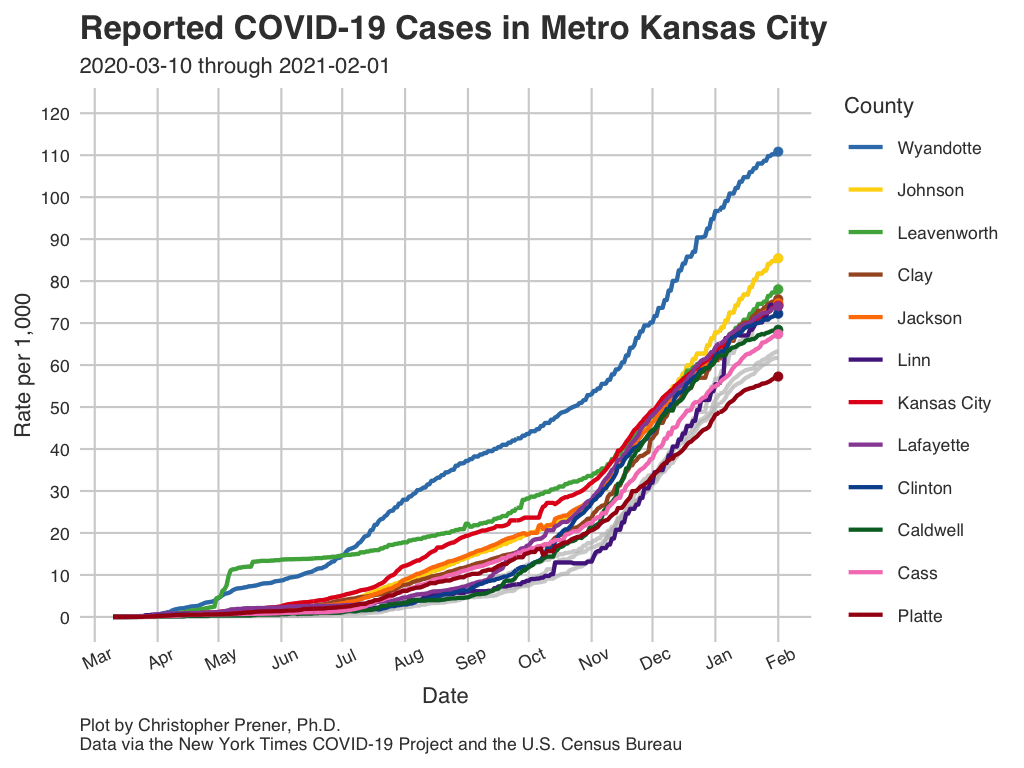 Reported COVID-19 Cases in Metro Kansas City
2020-03-10 through 2021-02-01
Rate per 1,000
120
110
100
90
80
70
60
50
40
30
20
10
0
Mar Apr May Jun Jul Aug Sep Oct Nov Dec Jan Feb
Date
County
Wyandotte
Johnson
Leavenworth
Clay
Jackson
Linn
Kansas City
Lafayette
Clinton
Caldwell
Cass
Platte
Plot by Christopher Prener, Ph.D.
Data via the New York Times COVID-19 Project and the U.S. Census Bureau